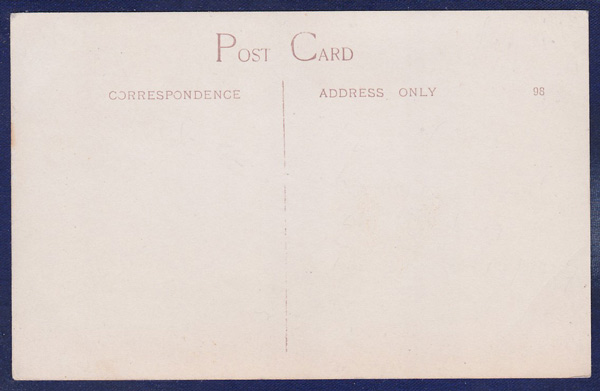 Post Card
CORRESPONDENCE
ADDRESS ONLY
98